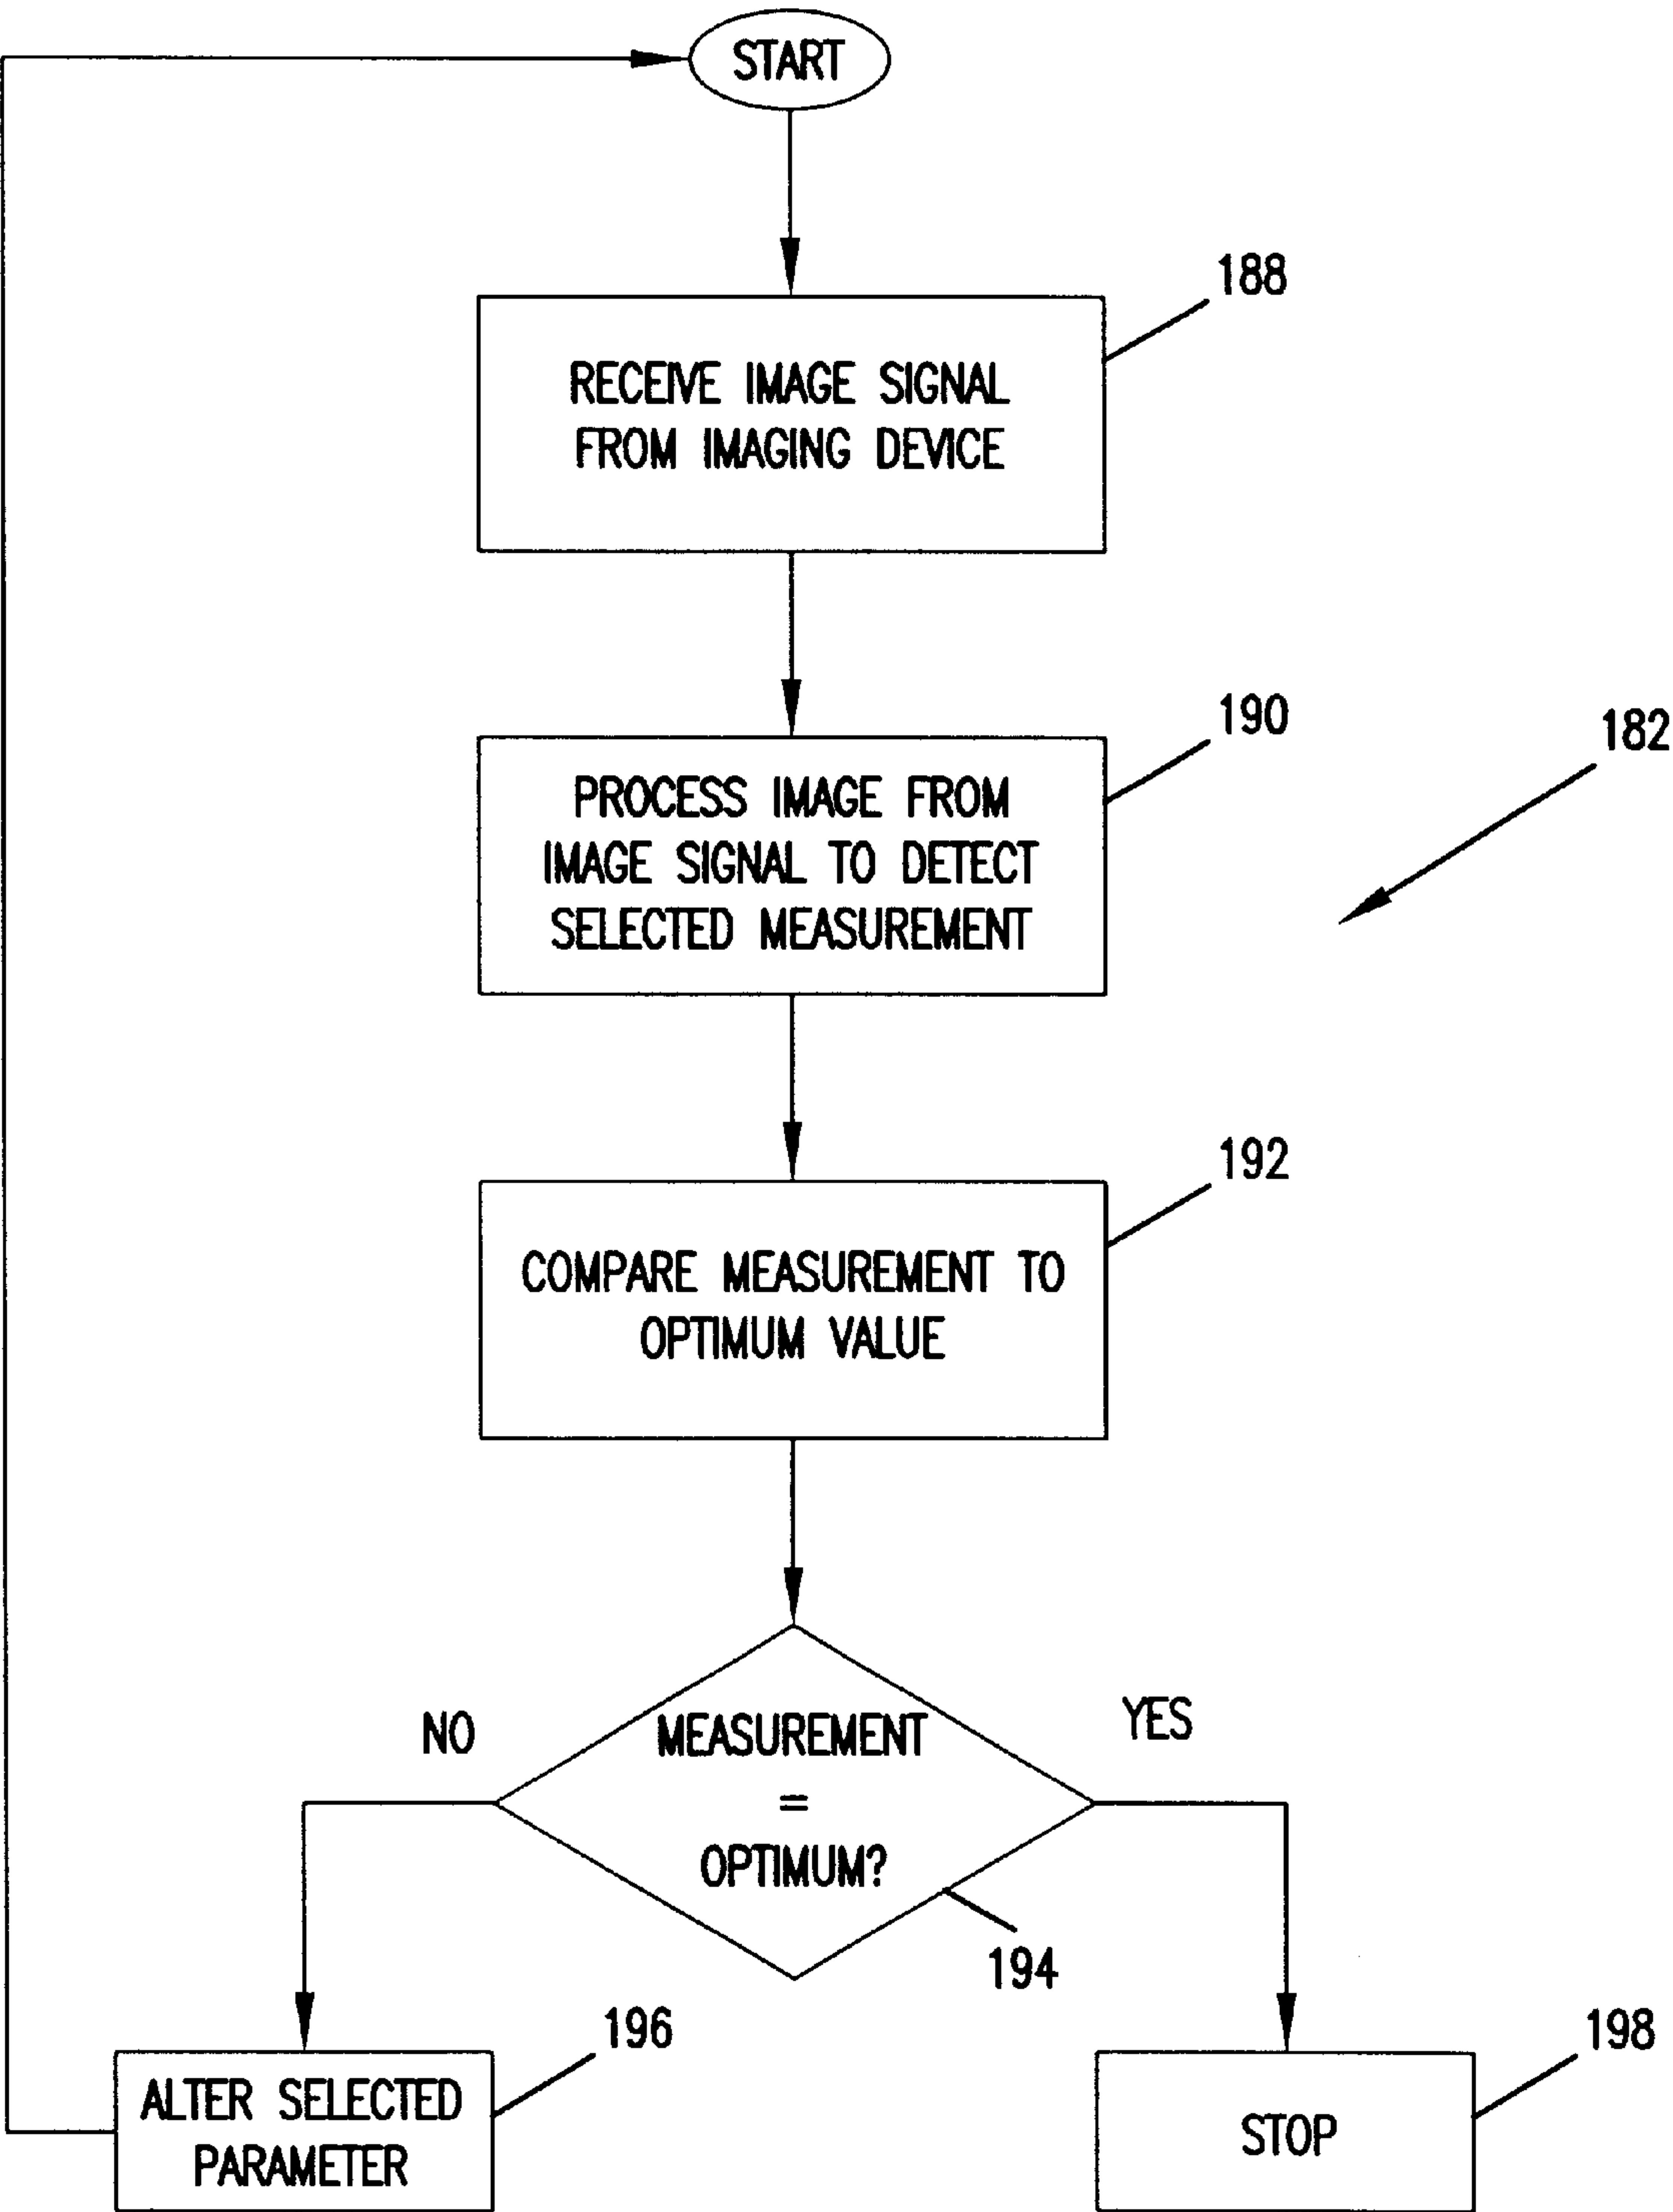 START
188
RECEIVE IMAGE SIGNAL
FROM IMAGING DEVICE
190
182
PROCESS IMAGE FROM
IMAGE SIGNAL TO DETECT
SELECTED MEASUREMENT
192
COMPARE MEASUREMENT TO
OPTIMUM VALUE
NO
YES
MEASUREMENT
=
OPTIMUM?
194
196
198
ALTER SELECTED
PARAMETER
STOP